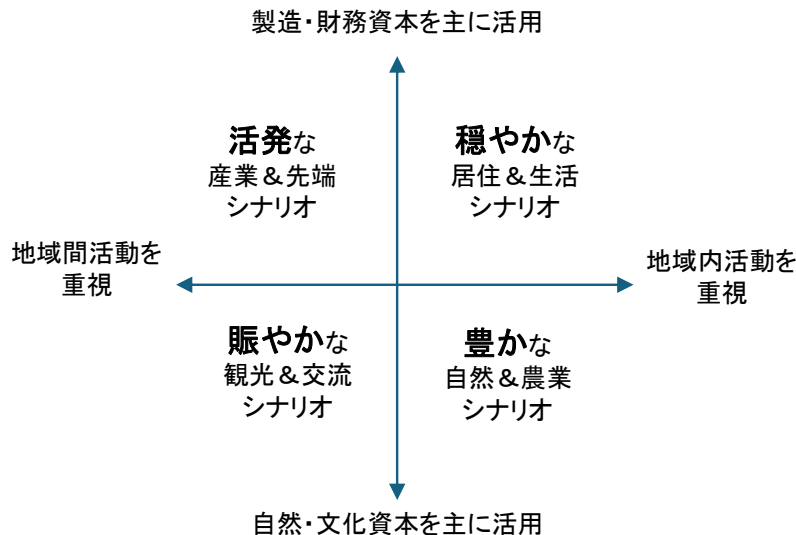 製造・財務資本を主に活用
活発な
産業＆先端
シナリオ
穏やかな
居住＆生活
シナリオ
地域間活動を
重視
地域内活動を
重視
賑やかな
観光＆交流
シナリオ
豊かな
自然＆農業
シナリオ
自然・文化資本を主に活用